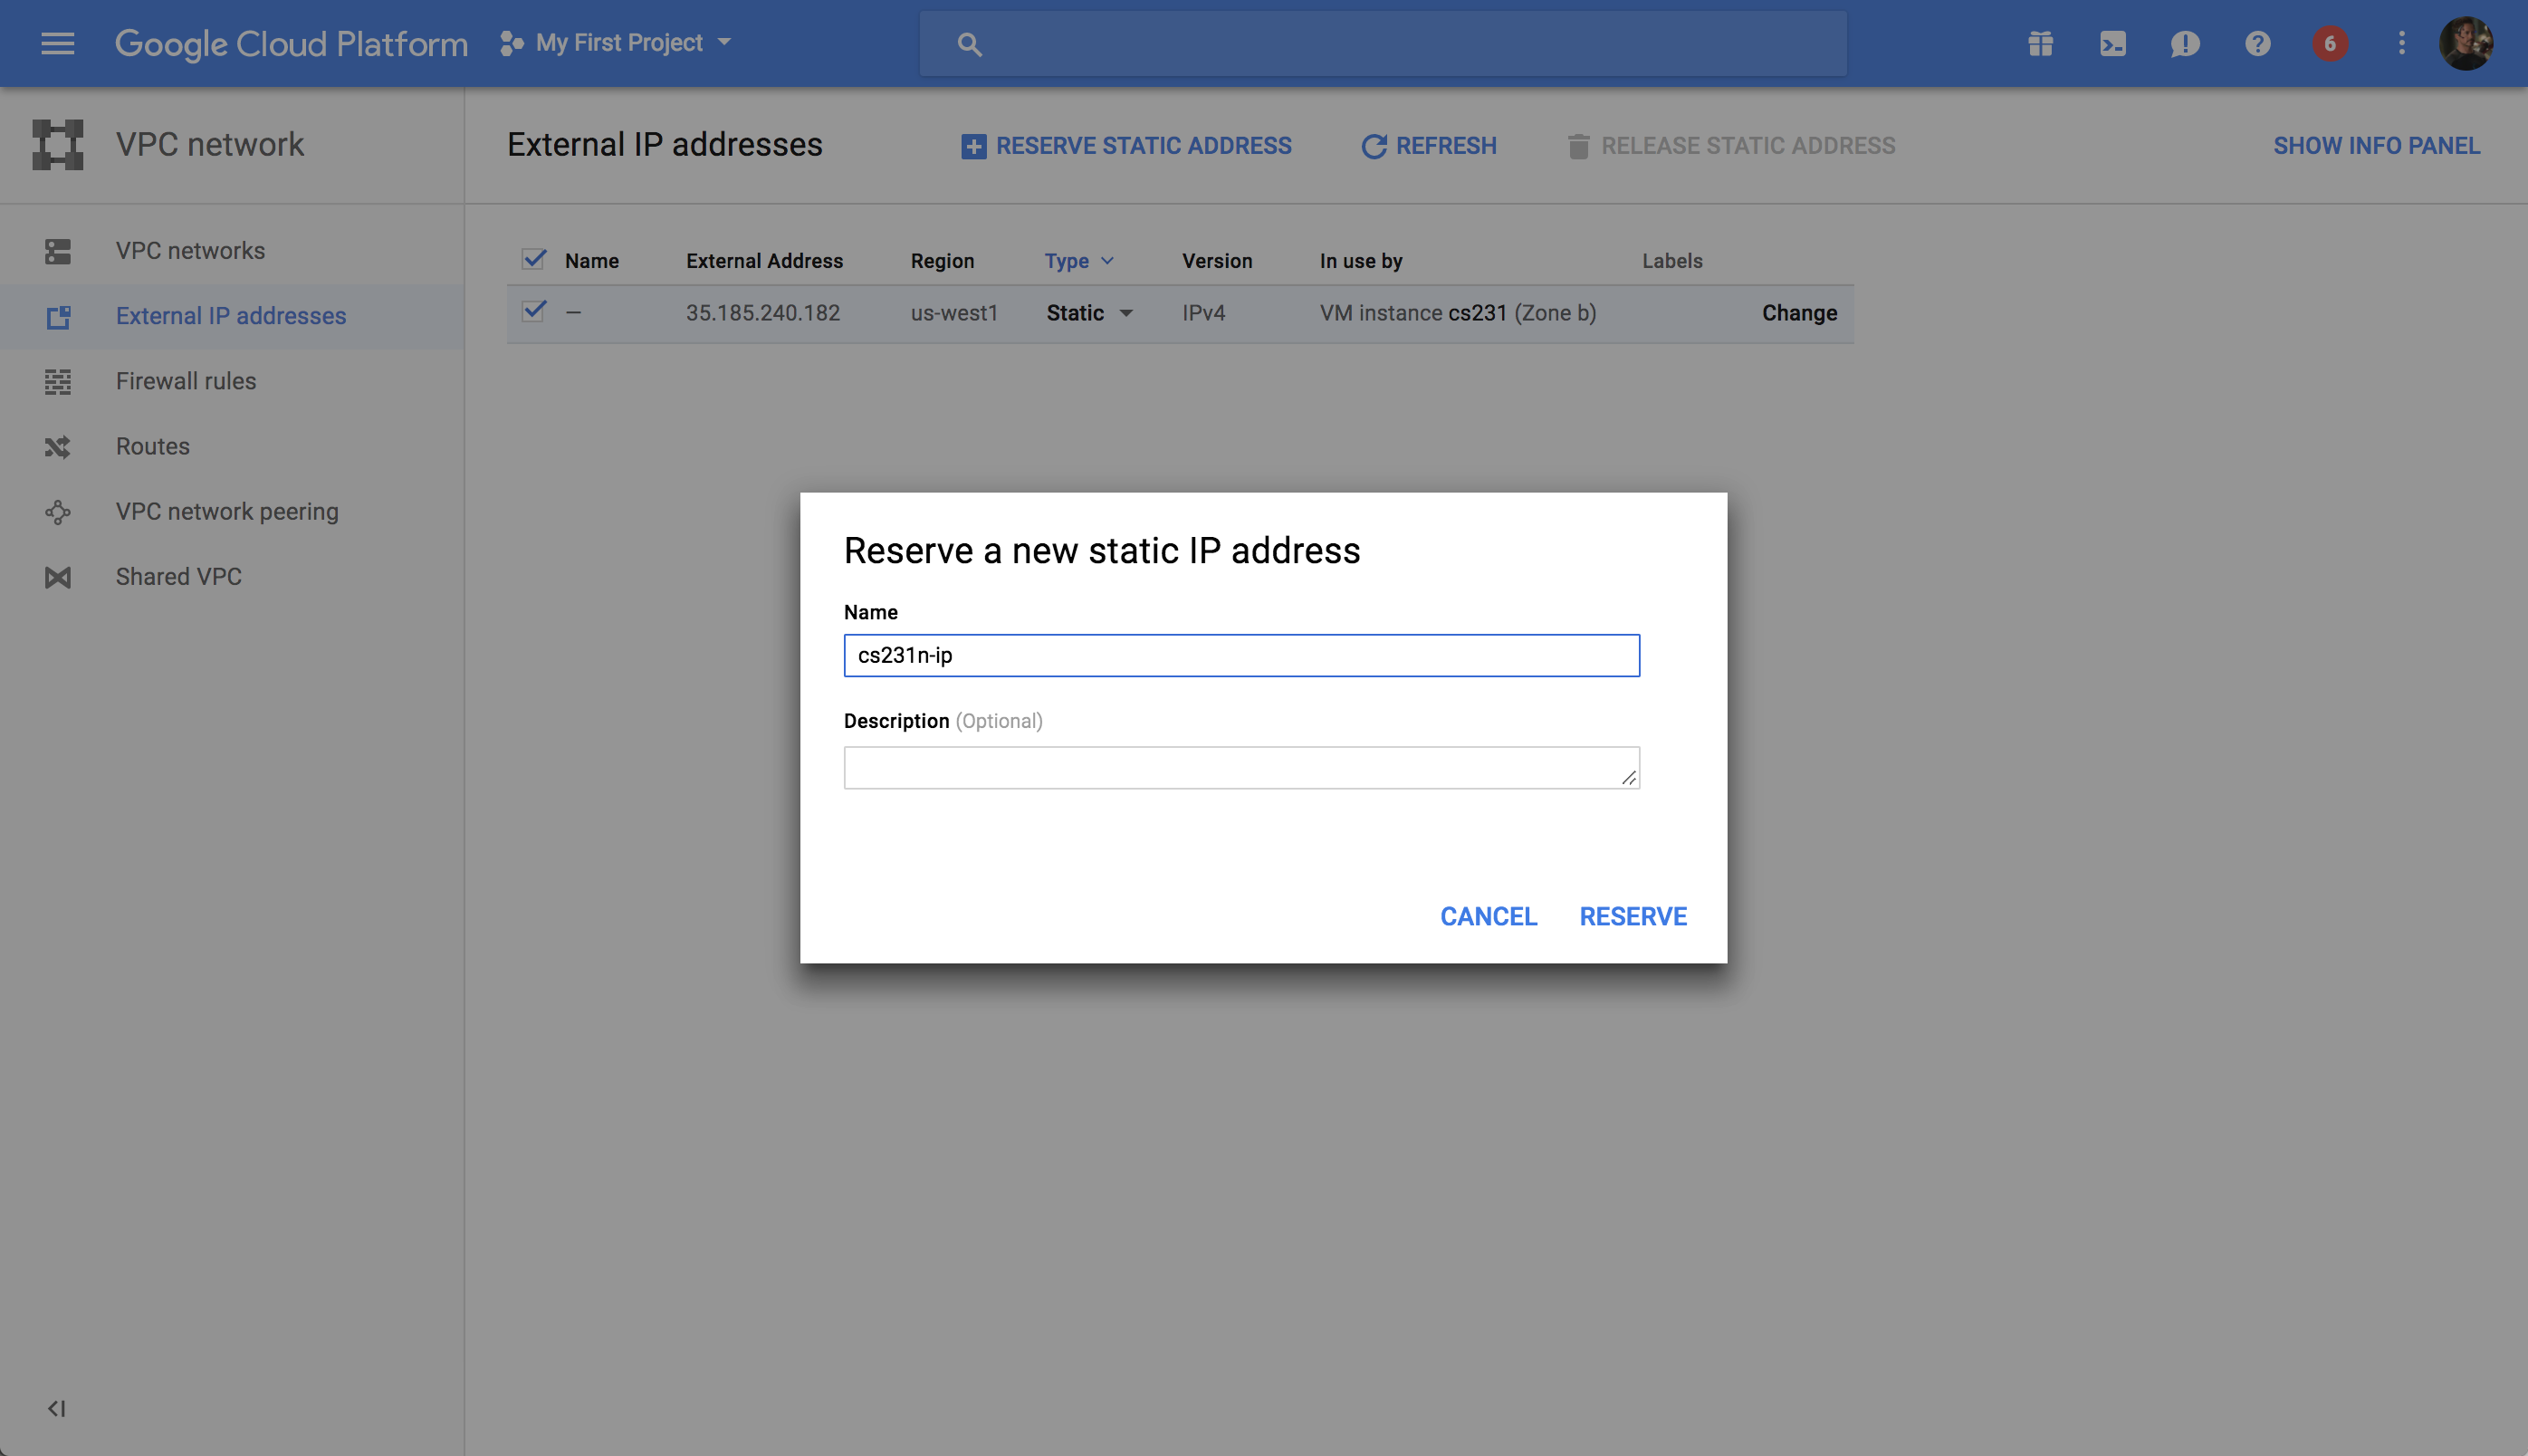 Google Cloud Platform My First Project 6
VPC network
External IP addresses RESERVE STATIC ADDRESS REFRESH RELEASE STATIC ADDRESS SHOW INFO PANEL
VPC networks
External IP addresses
Firewall rules
Routes
VPC network peering
Shared VPC
Name External Address Region Type Version In use by Labels
— 35.185.240.182 us-west1 Static IPv4 VM instance cs231 (Zone b) Change
Reserve a new static IP address
Name
cs231n-ip
Description (Optional)
CANCEL RESERVE